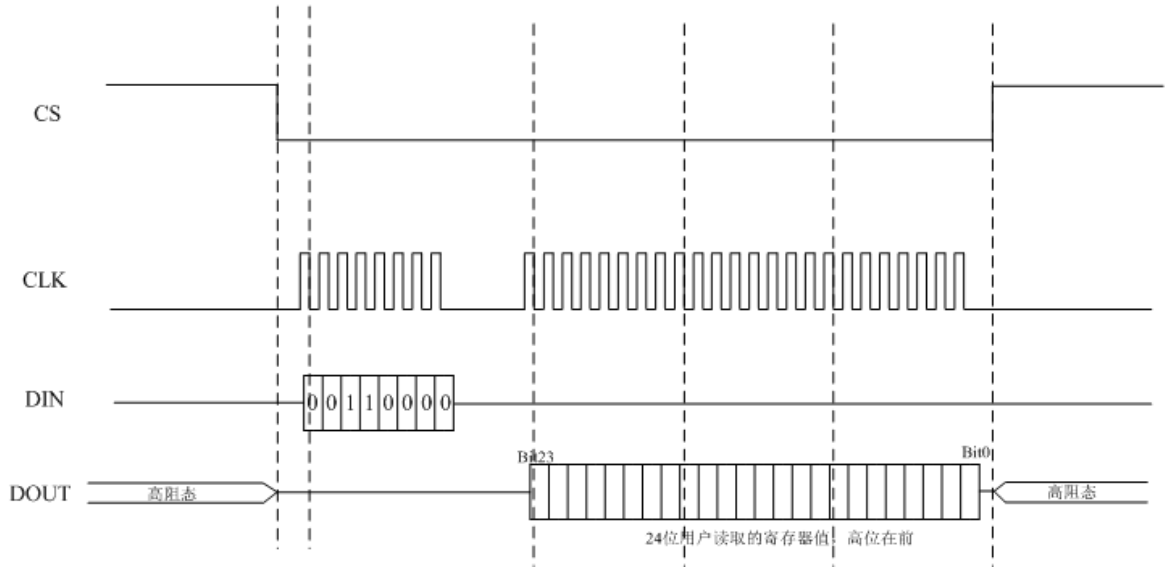 CS
CLK
DIN
0 0 1 1 0 0 0 0
Bit23
Bit0
DOUT
高阻态
高阻态
24位用户读取的寄存器值，高位在前